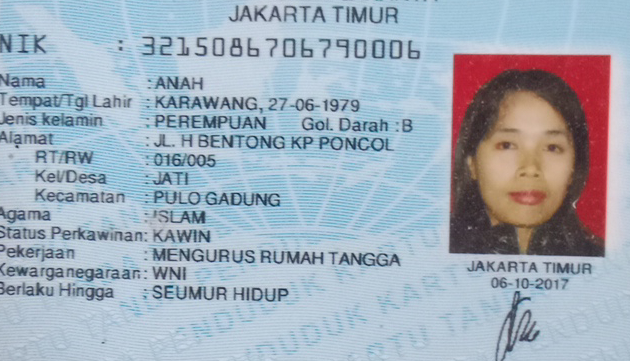 JAKARTA TIMUR
NIK : 3215086706790006
Nama : ANAH
Tempat/Tgl Lahir : KARAWANG, 27-06-1979
Jenis kelamin : PEREMPUAN Gol. Darah : B
Alamat : JL. H BENTONG KP PONCOL
RT/RW : 016/005
Kel/Desa : JATI
Kecamatan : PULO GADUNG
Agama : ISLAM
Status Perkawinan: KAWIN
Pekerjaan : MENGURUS RUMAH TANGGA
Kewarganegaraan: WNI
Berlaku Hingga : SEUMUR HIDUP
JAKARTA TIMUR
06-10-2017